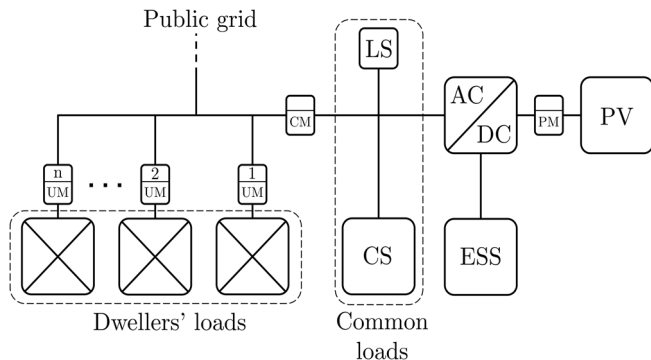 Public grid
LS
AC
DC
CM
PM
PV
n
UM
...
2
UM
1
UM
CS
ESS
Dwellers' loads
Common
loads